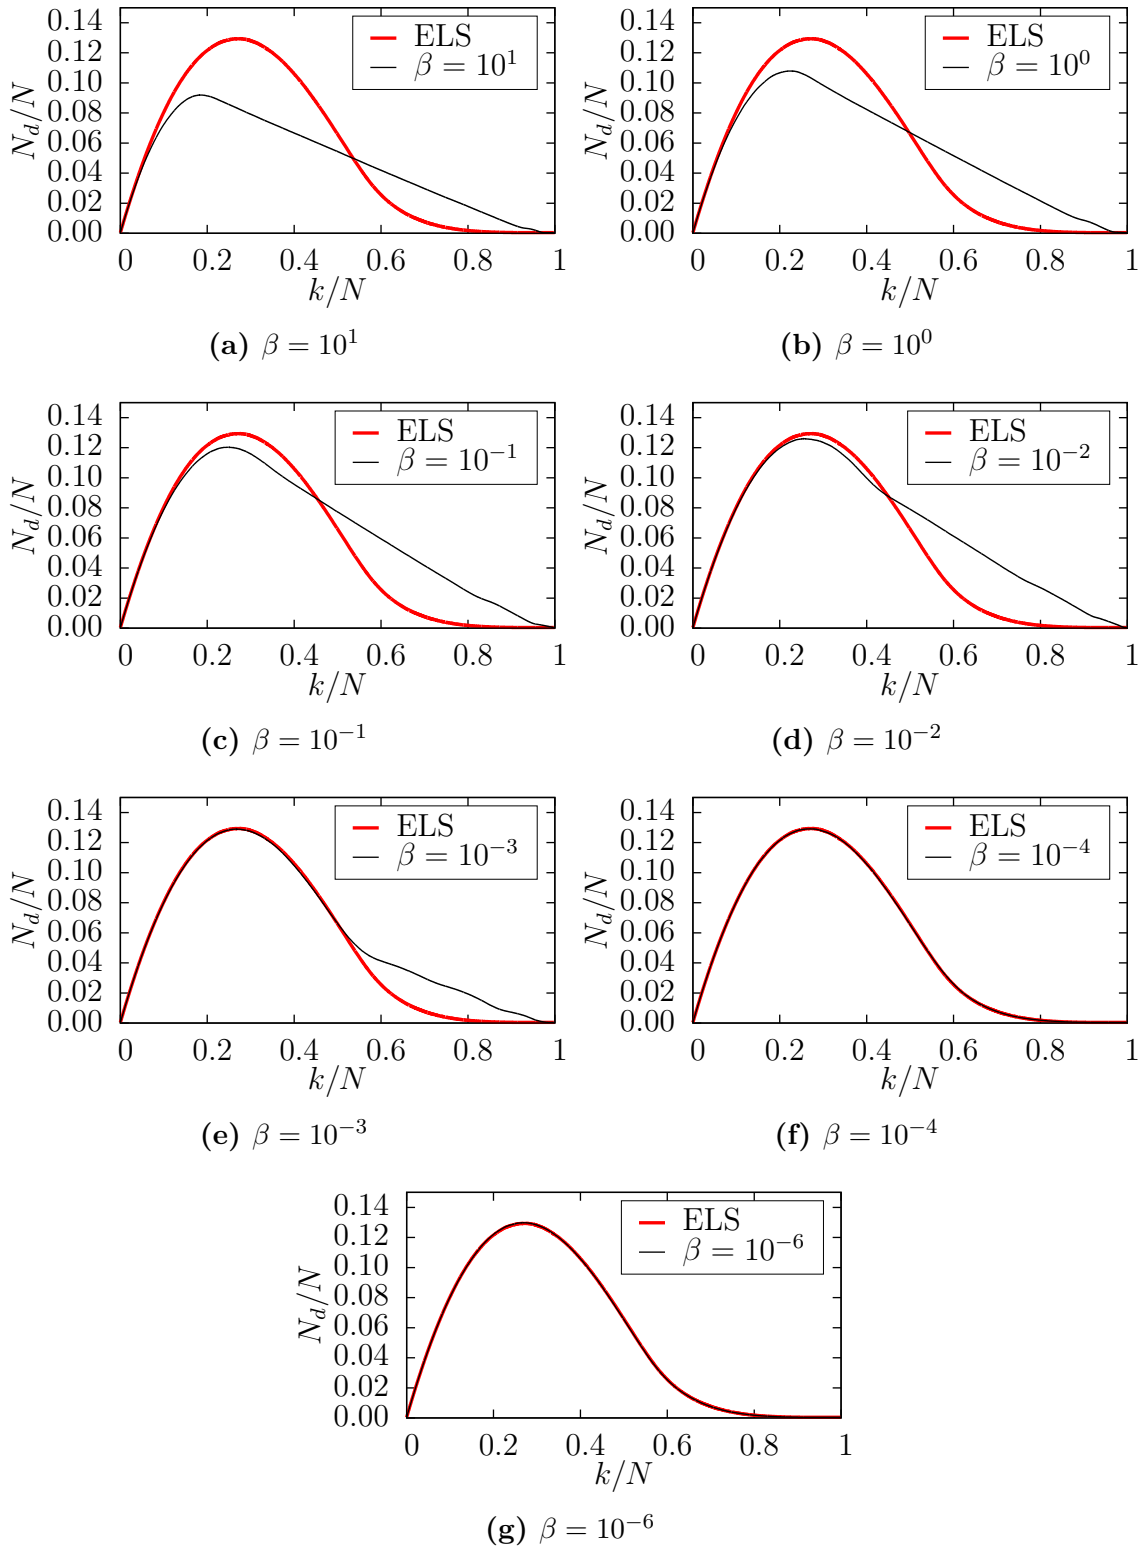 0.14
0.12
0.10
0.08
0.06
0.04
0.02
0.00
N_d/N
ELS
β = 10^1
0 0.2 0.4 0.6 0.8 1
k/N
(a) β = 10^1
0.14
0.12
0.10
0.08
0.06
0.04
0.02
0.00
N_d/N
ELS
β = 10^0
0 0.2 0.4 0.6 0.8 1
k/N
(b) β = 10^0
0.14
0.12
0.10
0.08
0.06
0.04
0.02
0.00
N_d/N
ELS
β = 10^{-1}
0 0.2 0.4 0.6 0.8 1
k/N
(c) β = 10^{-1}
0.14
0.12
0.10
0.08
0.06
0.04
0.02
0.00
N_d/N
ELS
β = 10^{-2}
0 0.2 0.4 0.6 0.8 1
k/N
(d) β = 10^{-2}
0.14
0.12
0.10
0.08
0.06
0.04
0.02
0.00
N_d/N
ELS
β = 10^{-3}
0 0.2 0.4 0.6 0.8 1
k/N
(e) β = 10^{-3}
0.14
0.12
0.10
0.08
0.06
0.04
0.02
0.00
N_d/N
ELS
β = 10^{-4}
0 0.2 0.4 0.6 0.8 1
k/N
(f) β = 10^{-4}
0.14
0.12
0.10
0.08
0.06
0.04
0.02
0.00
N_d/N
ELS
β = 10^{-6}
0 0.2 0.4 0.6 0.8 1
k/N
(g) β = 10^{-6}